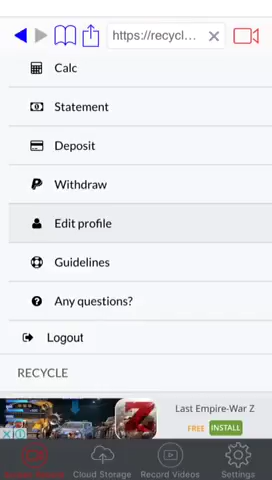 https://recycl...
Calc
Statement
Deposit
Withdraw
Edit profile
Guidelines
Any questions?
Logout
RECYCLE
Last Empire-War Z
FREE INSTALL
Cloud Storage
Record Videos
Settings